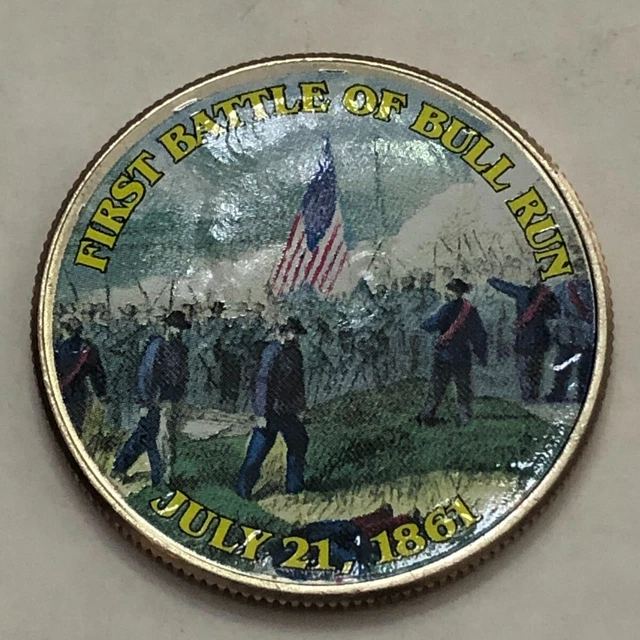 FIRST BATTLE OF BULL RUN
JULY 21, 1861